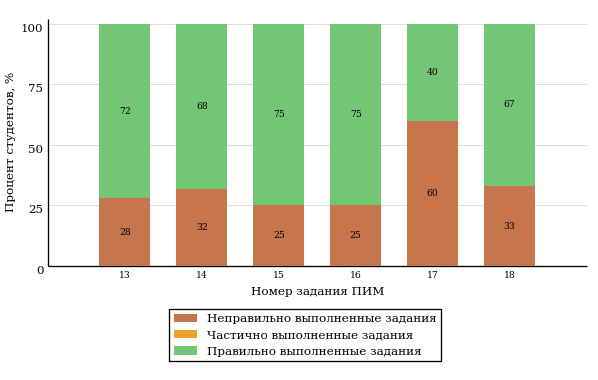 Процент студентов, %
100
75
50
25
0
72
68
75
75
40
67
28
32
25
25
60
33
13 14 15 16 17 18
Номер задания ПИМ
Неправильно выполненные задания
Частично выполненные задания
Правильно выполненные задания